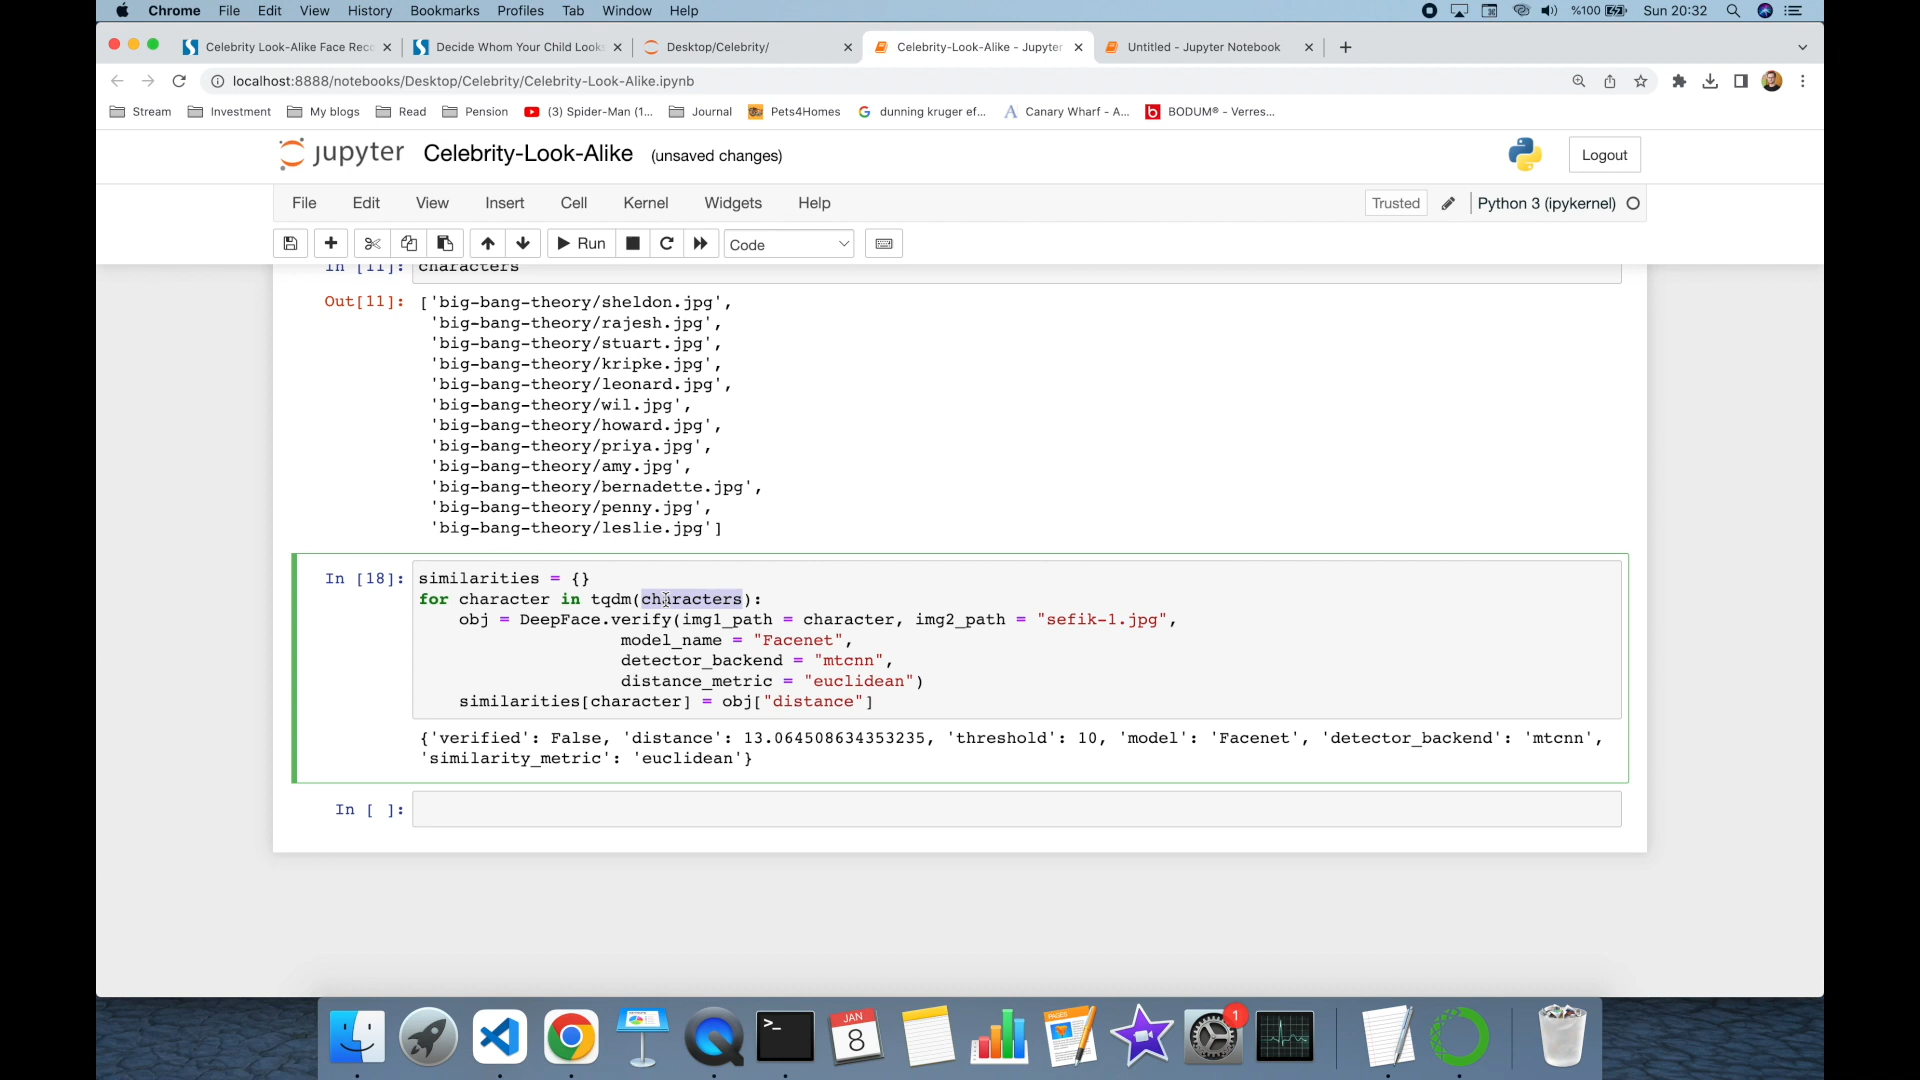 Chrome File Edit View History Bookmarks Profiles Tab Window Help %100 Sun 20:32
Celebrity Look-Alike Face Reco
Decide Whom Your Child Looks
Desktop/Celebrity/
Celebrity-Look-Alike - Jupyter
Untitled - Jupyter Notebook
localhost:8888/notebooks/Desktop/Celebrity/Celebrity-Look-Alike.ipynb
Stream Investment My blogs Read Pension (3) Spider-Man (1... Journal Pets4Homes dunning kruger ef... Canary Wharf - A... BODUM® - Verres...
jupyter Celebrity-Look-Alike (unsaved changes) Logout
File Edit View Insert Cell Kernel Widgets Help Trusted Python 3 (ipykernel)
Run Code
In [11]: characters
Out[11]: ['big-bang-theory/sheldon.jpg',
'big-bang-theory/rajesh.jpg',
'big-bang-theory/stuart.jpg',
'big-bang-theory/kripke.jpg',
'big-bang-theory/leonard.jpg',
'big-bang-theory/wil.jpg',
'big-bang-theory/howard.jpg',
'big-bang-theory/priya.jpg',
'big-bang-theory/amy.jpg',
'big-bang-theory/bernadette.jpg',
'big-bang-theory/penny.jpg',
'big-bang-theory/leslie.jpg']
In [18]: similarities = {}
for character in tqdm(characters):
obj = DeepFace.verify(img1_path = character, img2_path = "sefik-1.jpg",
model_name = "Facenet",
detector_backend = "mtcnn",
distance_metric = "euclidean")
similarities[character] = obj["distance"]
{'verified': False, 'distance': 13.064508634353235, 'threshold': 10, 'model': 'Facenet', 'detector_backend': 'mtcnn',
'similarity_metric': 'euclidean'}
In [ ]:
JAN
8
PAGES
1